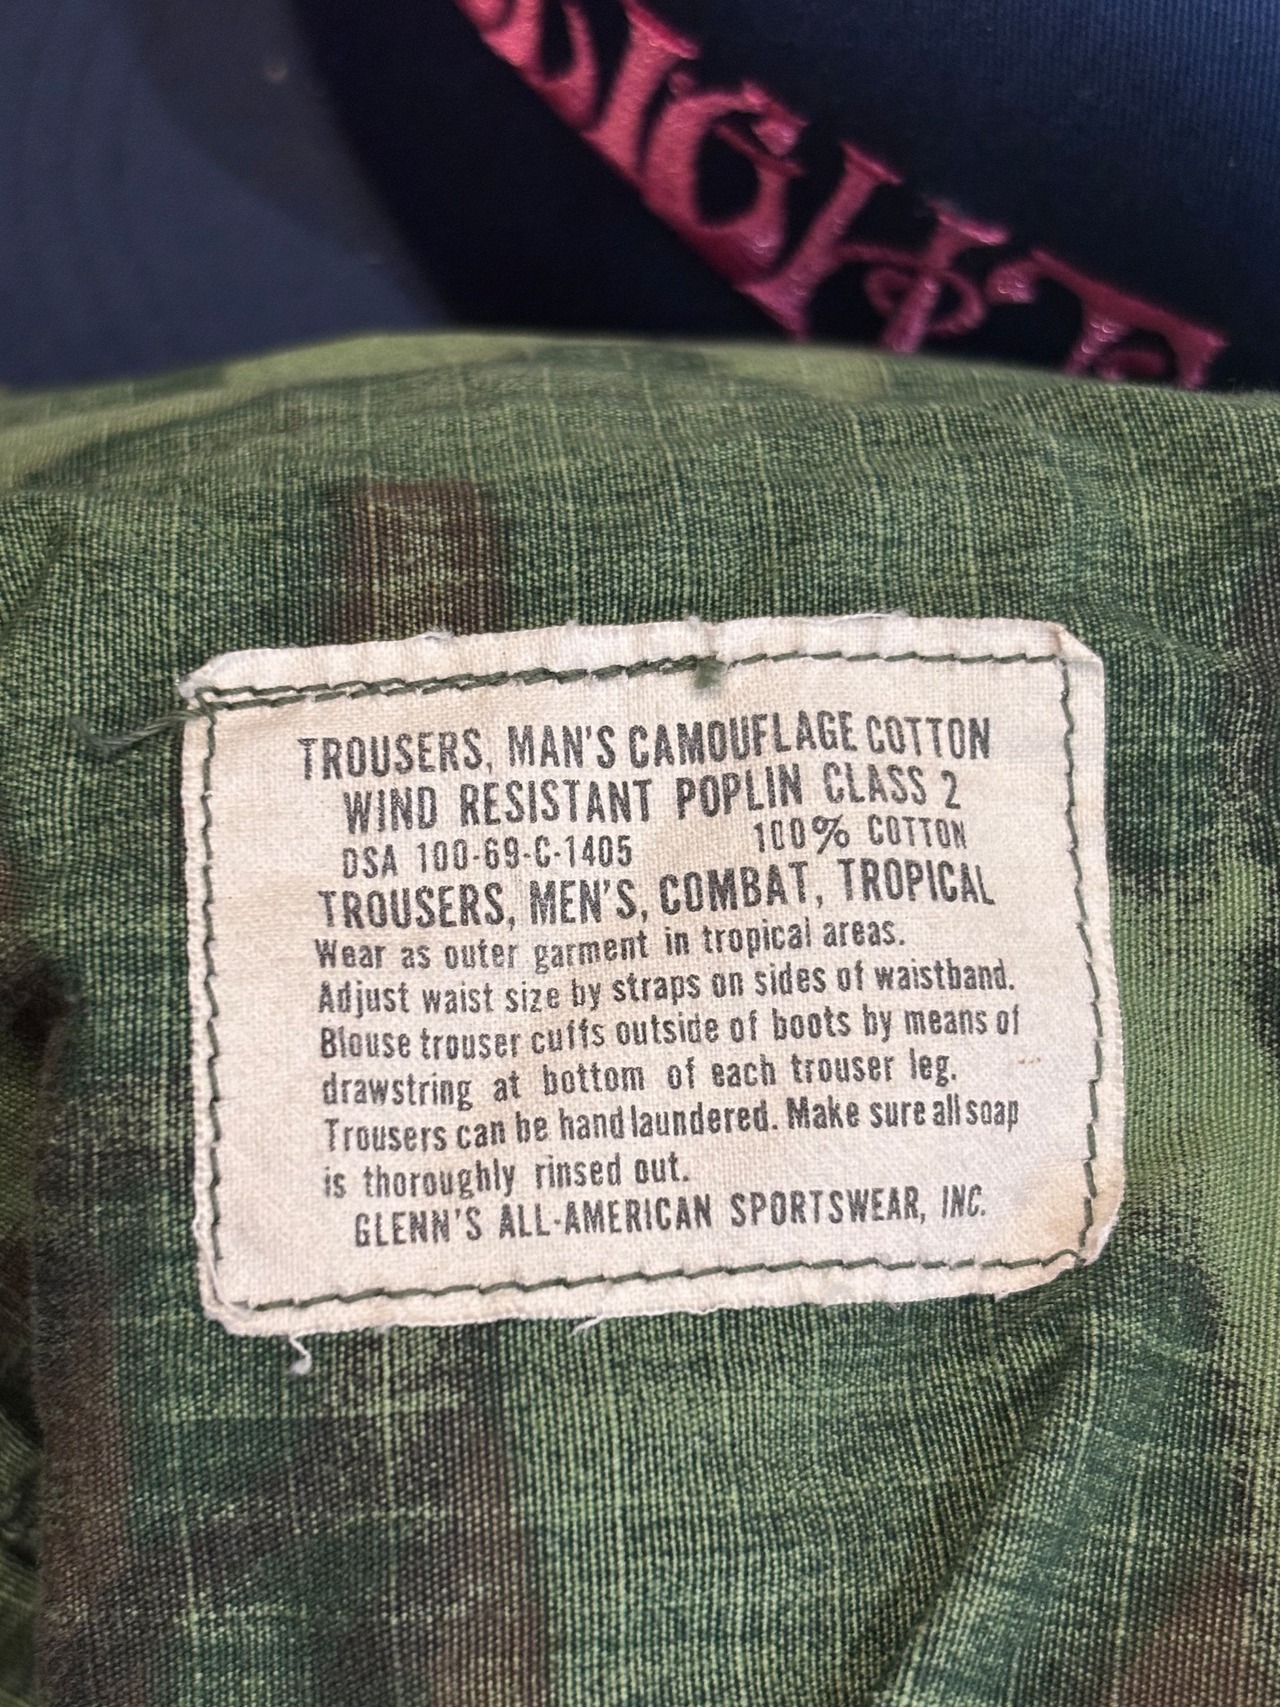 LIGHT
TROUSERS, MAN'S CAMOUFLAGE COTTON
WIND RESISTANT POPLIN CLASS 2
DSA 100-69-C-1405 100% COTTON
TROUSERS, MEN'S, COMBAT, TROPICAL
Wear as outer garment in tropical areas.
Adjust waist size by straps on sides of waistband.
Blouse trouser cuffs outside of boots by means of
drawstring at bottom of each trouser leg.
Trousers can be hand laundered. Make sure all soap
is thoroughly rinsed out.
GLENN'S ALL-AMERICAN SPORTSWEAR, INC.